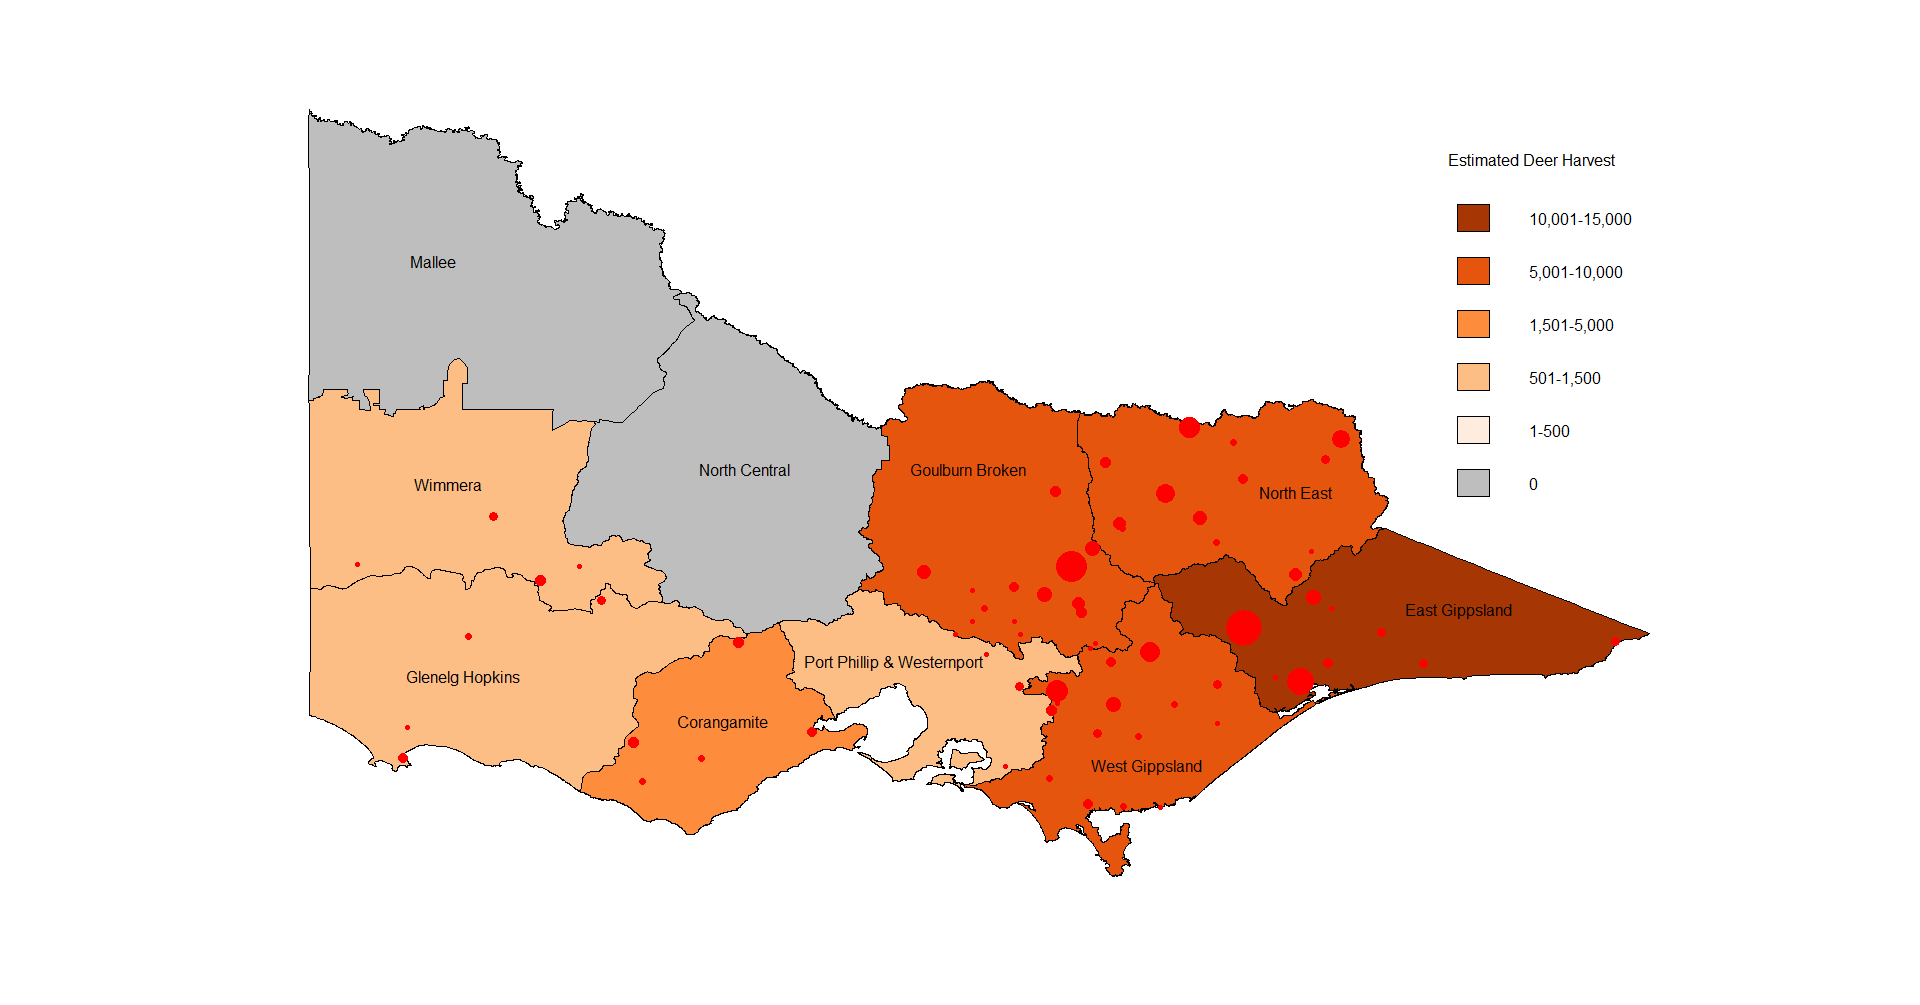 Estimated Deer Harvest
10,001-15,000
5,001-10,000
1,501-5,000
501-1,500
1-500
0
Mallee
North Central
Goulburn Broken
Wimmera
North East
East Gippsland
Port Phillip & Westernport
Glenelg Hopkins
Corangamite
West Gippsland